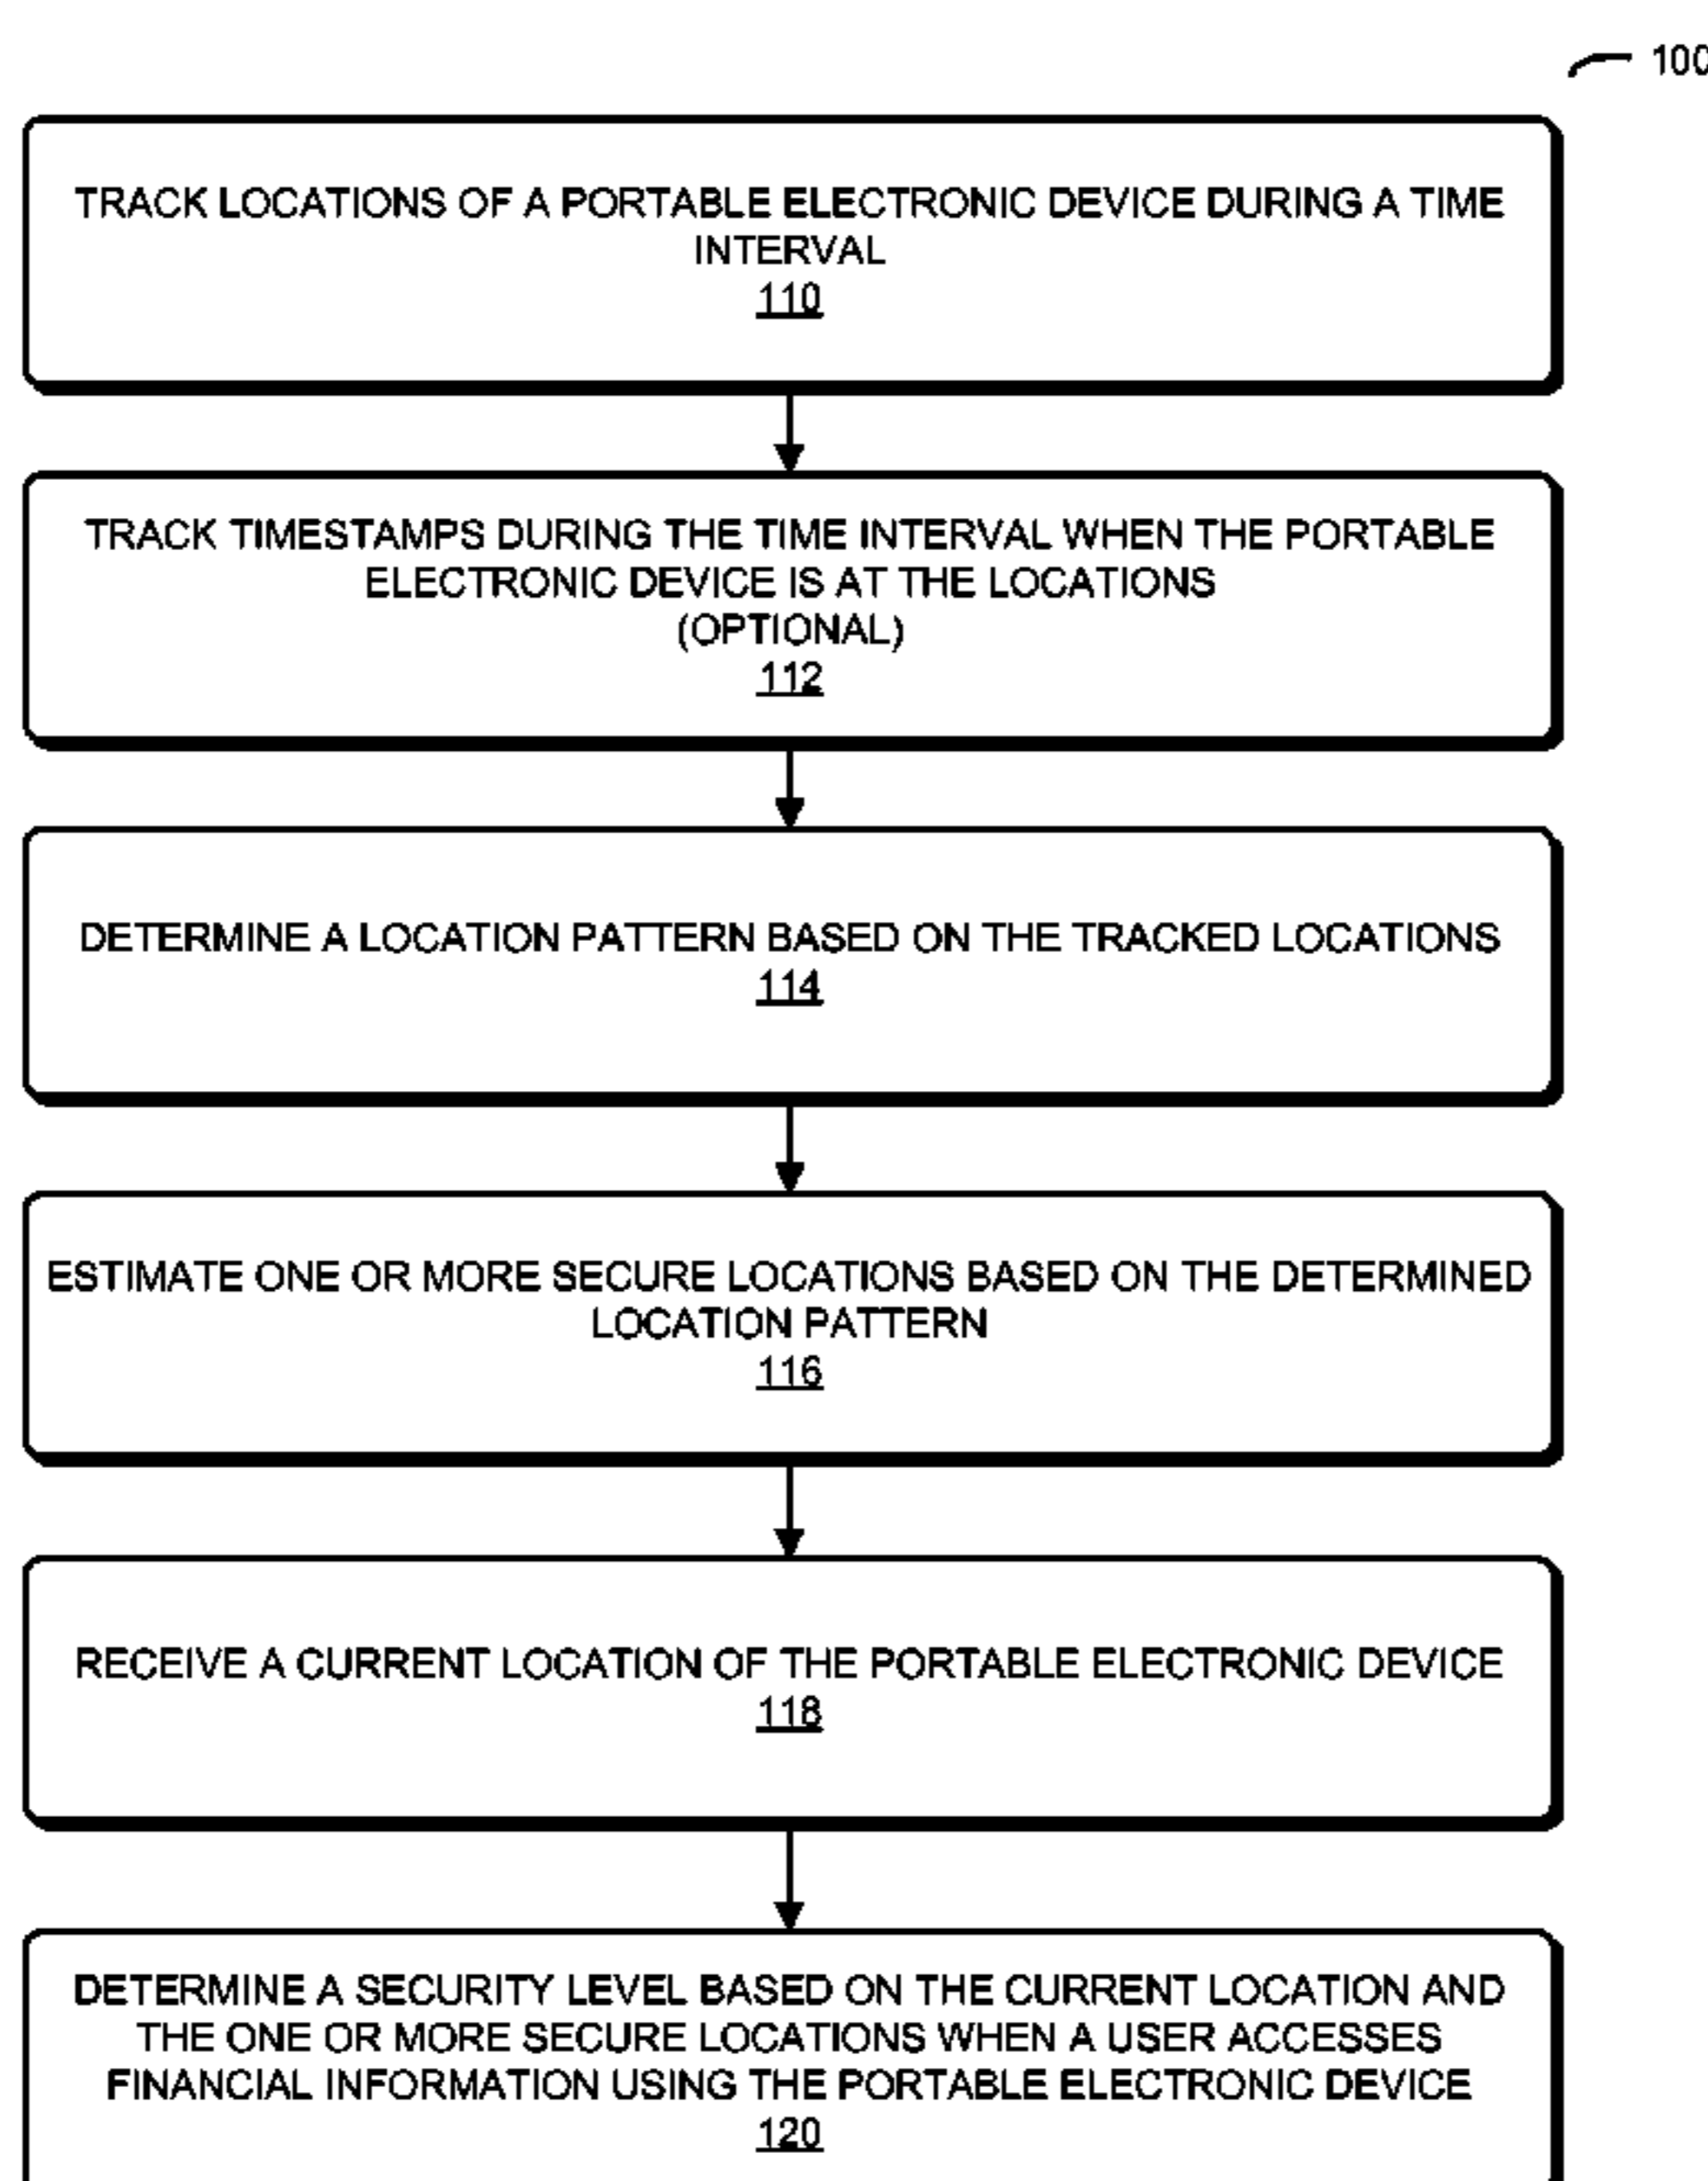 100
TRACK LOCATIONS OF A PORTABLE ELECTRONIC DEVICE DURING A TIME
INTERVAL
110
TRACK TIMESTAMPS DURING THE TIME INTERVAL WHEN THE PORTABLE
ELECTRONIC DEVICE IS AT THE LOCATIONS
(OPTIONAL)
112
DETERMINE A LOCATION PATTERN BASED ON THE TRACKED LOCATIONS
114
ESTIMATE ONE OR MORE SECURE LOCATIONS BASED ON THE DETERMINED
LOCATION PATTERN
116
RECEIVE A CURRENT LOCATION OF THE PORTABLE ELECTRONIC DEVICE
118
DETERMINE A SECURITY LEVEL BASED ON THE CURRENT LOCATION AND
THE ONE OR MORE SECURE LOCATIONS WHEN A USER ACCESSES
FINANCIAL INFORMATION USING THE PORTABLE ELECTRONIC DEVICE
120